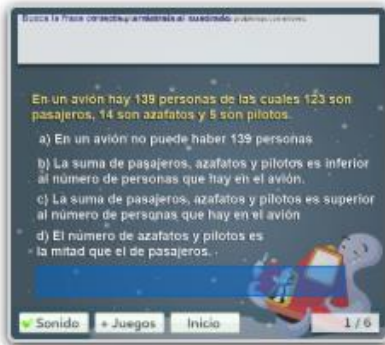 Busca la frase correcta y arrástrala al cuadrado.
En un avión hay 139 personas de las cuales 123 son
pasajeros, 14 son azafatos y 5 son pilotos.
a) En un avión no puede haber 139 personas
b) La suma de pasajeros, azafatos y pilotos es inferior
al número de personas que hay en el avión.
c) La suma de pasajeros, azafatos y pilotos es superior
al número de personas que hay en el avión
d) El número de azafatos y pilotos es
la mitad que el de pasajeros.
Sonido + Juegos Inicio 1 / 6